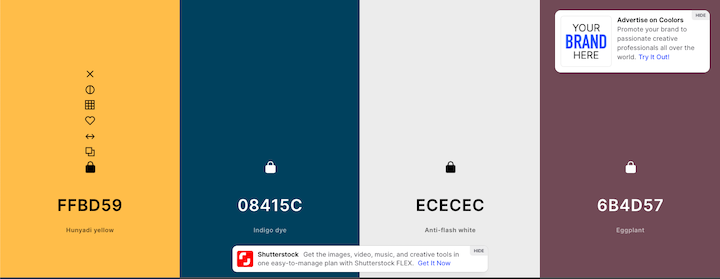 HIDE
Advertise on Coolors
Promote your brand to
passionate creative
professionals all over the
world. Try It Out!
YOUR
BRAND
HERE
FFBD59
Hunyadi yellow
08415C
Indigo dye
ECECEC
Anti-flash white
6B4D57
Eggplant
HIDE
Shutterstock Get the images, video, music, and creative tools in
one easy-to-manage plan with Shutterstock FLEX. Get It Now